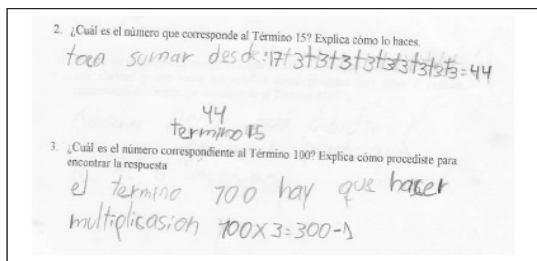 2. ¿Cuál es el número que corresponde al Término 15? Explica cómo lo haces.
toca sumar desde:17+3+3+3+3+3+3+3+3+3=44
44
termino 15
3. ¿Cuál es el número correspondiente al Término 100? Explica cómo procediste para
encontrar la respuesta
el termino 100 hay que hacer
multiplicasion 100x3=300-1